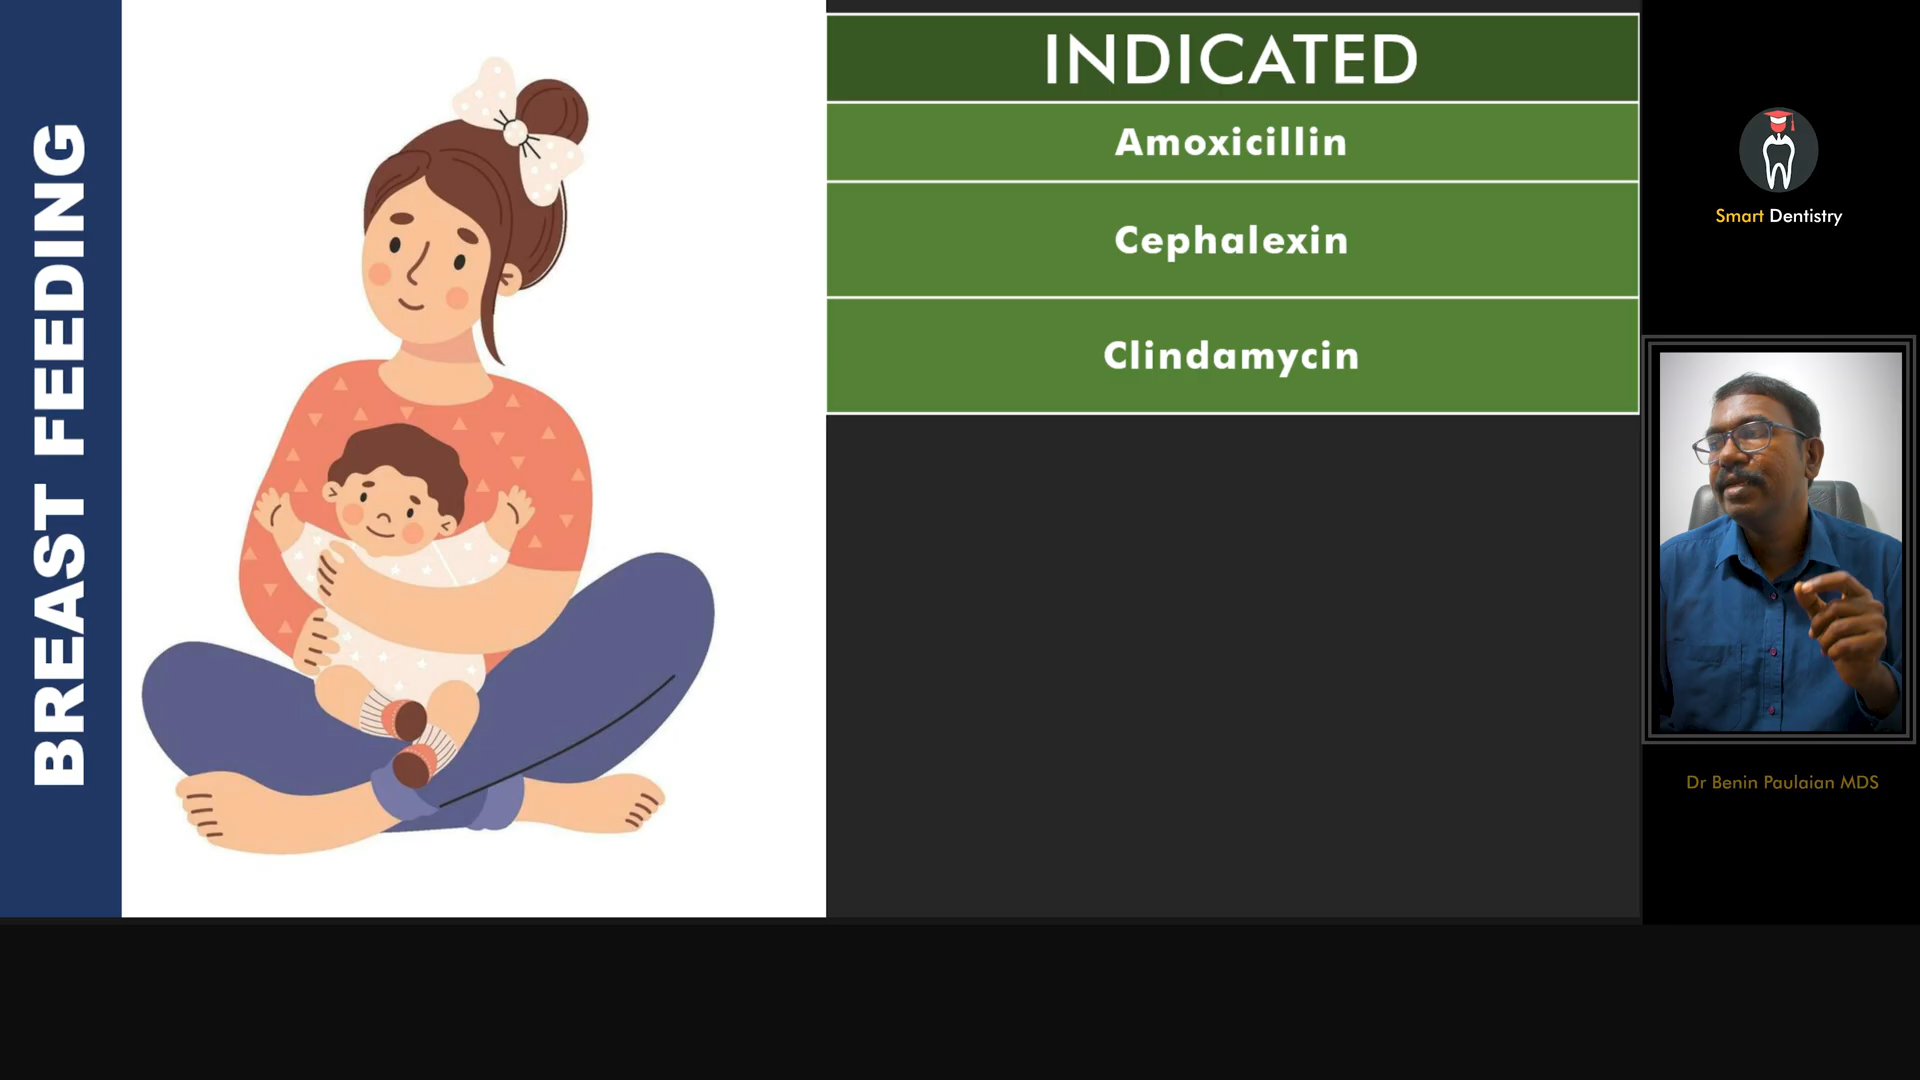 BREAST FEEDING
INDICATED
Amoxicillin
Cephalexin
Clindamycin
Smart Dentistry
Dr Benin Paulaian MDS